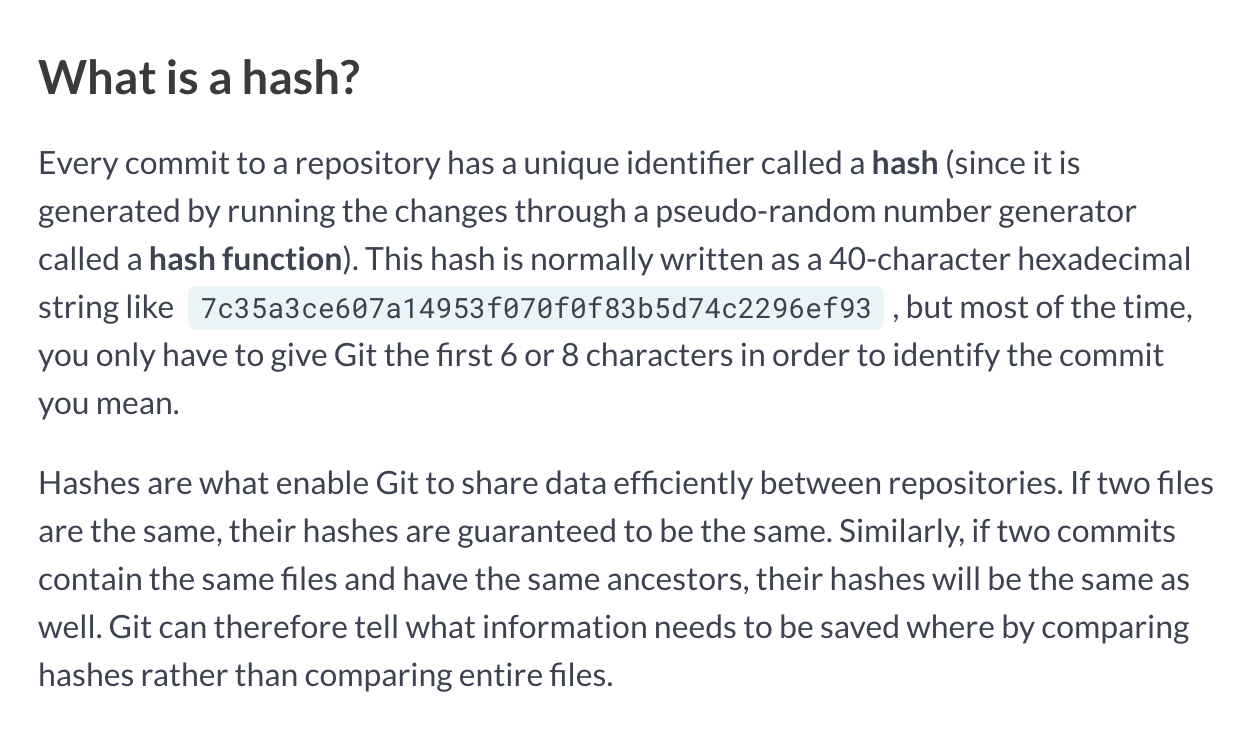 What is a hash?
Every commit to a repository has a unique identifier called a hash (since it is
generated by running the changes through a pseudo-random number generator
called a hash function). This hash is normally written as a 40-character hexadecimal
string like 7c35a3ce607a14953f070f0f83b5d74c2296ef93 , but most of the time,
you only have to give Git the first 6 or 8 characters in order to identify the commit
you mean.
Hashes are what enable Git to share data efficiently between repositories. If two files
are the same, their hashes are guaranteed to be the same. Similarly, if two commits
contain the same files and have the same ancestors, their hashes will be the same as
well. Git can therefore tell what information needs to be saved where by comparing
hashes rather than comparing entire files.